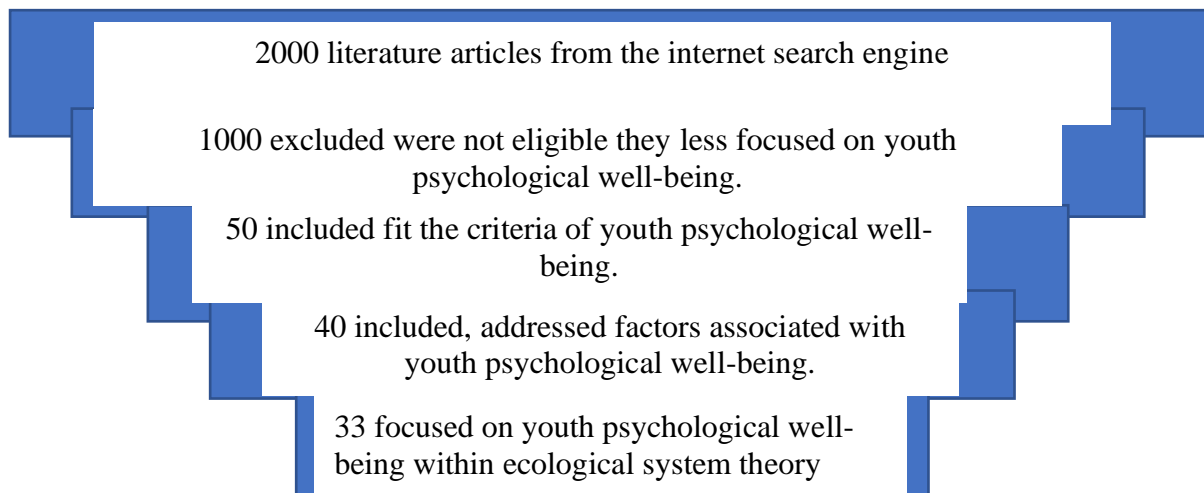 2000 literature articles from the internet search engine
1000 excluded were not eligible they less focused on youth
psychological well-being.
50 included fit the criteria of youth psychological well-
being.
40 included, addressed factors associated with
youth psychological well-being.
33 focused on youth psychological well-
being within ecological system theory